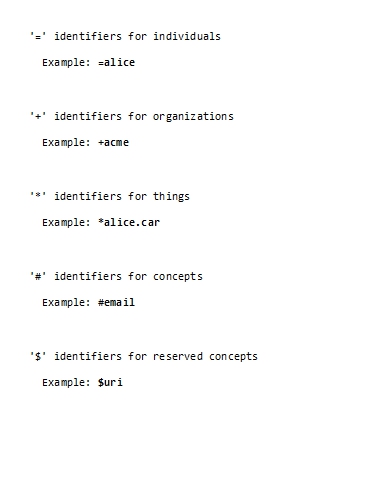 '=' identifiers for individuals
Example: =alice
'+' identifiers for organizations
Example: +acme
'*' identifiers for things
Example: *alice.car
'#' identifiers for concepts
Example: #email
'$' identifiers for reserved concepts
Example: $uri